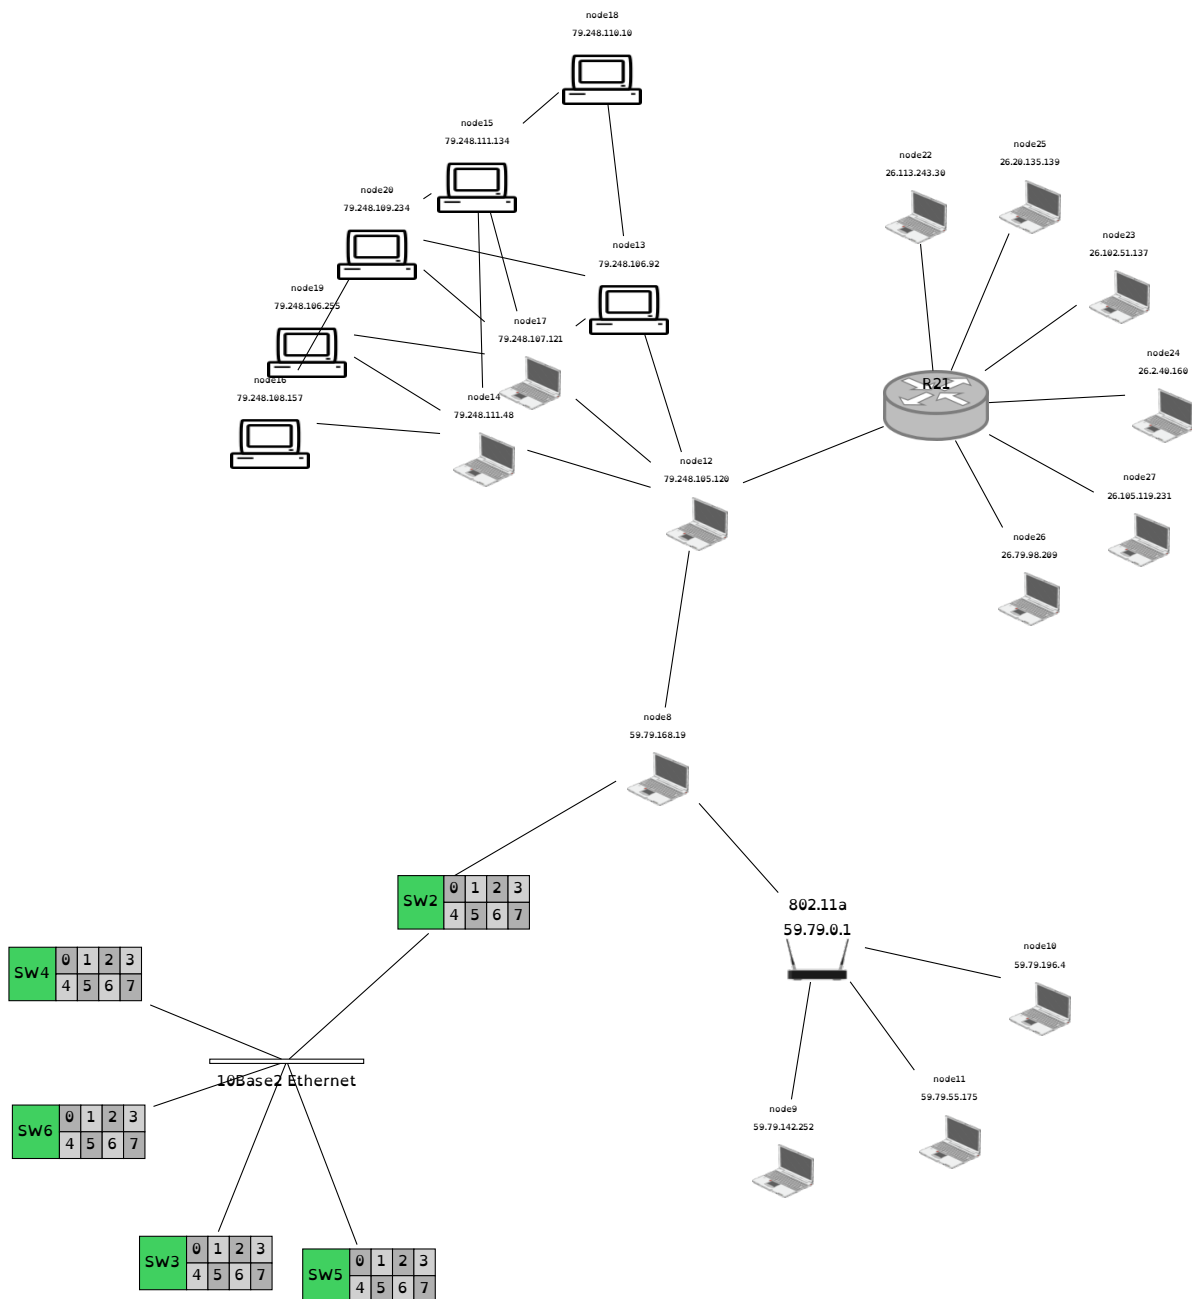 node18
79.248.110.10
node15
79.248.111.134
node25
26.20.135.139
node22
26.113.243.30
node20
79.248.109.234
node23
26.102.51.137
node13
79.248.106.92
node19
79.248.106.255
node17
79.248.107.121
node24
26.2.40.160
R21
node16
79.248.108.157
node14
79.248.111.48
node12
79.248.105.120
node27
26.105.119.231
node26
26.79.98.209
node8
59.79.168.19
SW2
0 1 2 3
4 5 6 7
802.11a
59.79.0.1
node10
59.79.196.4
SW4
0 1 2 3
4 5 6 7
10Base2 Ethernet
node11
59.79.55.175
node9
59.79.142.252
SW6
0 1 2 3
4 5 6 7
SW3
0 1 2 3
4 5 6 7
SW5
0 1 2 3
4 5 6 7